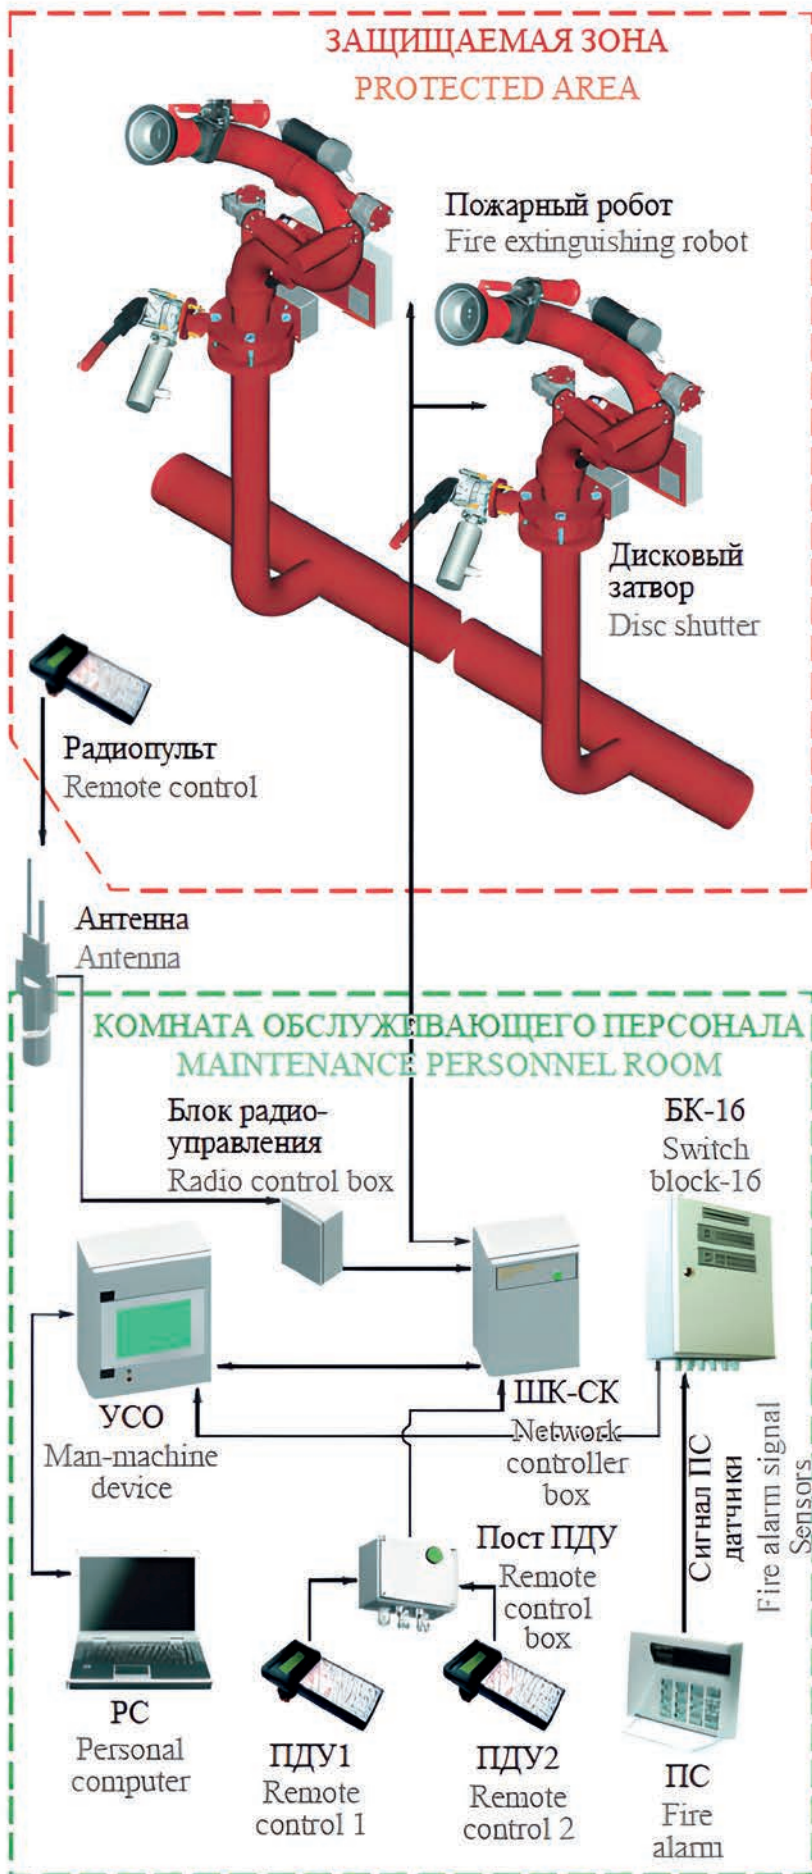 ЗАЩИЩАЕМАЯ ЗОНА
PROTECTED AREA
Пожарный робот
Fire extinguishing robot
Дисковый
затвор
Disc shutter
Радиопульт
Remote control
Антенна
Antenna
КОМНАТА ОБСЛУЖИВАЮЩЕГО ПЕРСОНАЛА
MAINTENANCE PERSONNEL ROOM
Блок радио-
управления
Radio control box
БК-16
Switch
block-16
УСО
Man-machine
device
ШК-СК
Network
controller
box
Сигнал ПС
датчики
Fire alarm signal
Sensors
Пост ПДУ
Remote
control
box
PC
Personal
computer
ПДУ1
Remote
control 1
ПДУ2
Remote
control 2
ПС
Fire
alarm